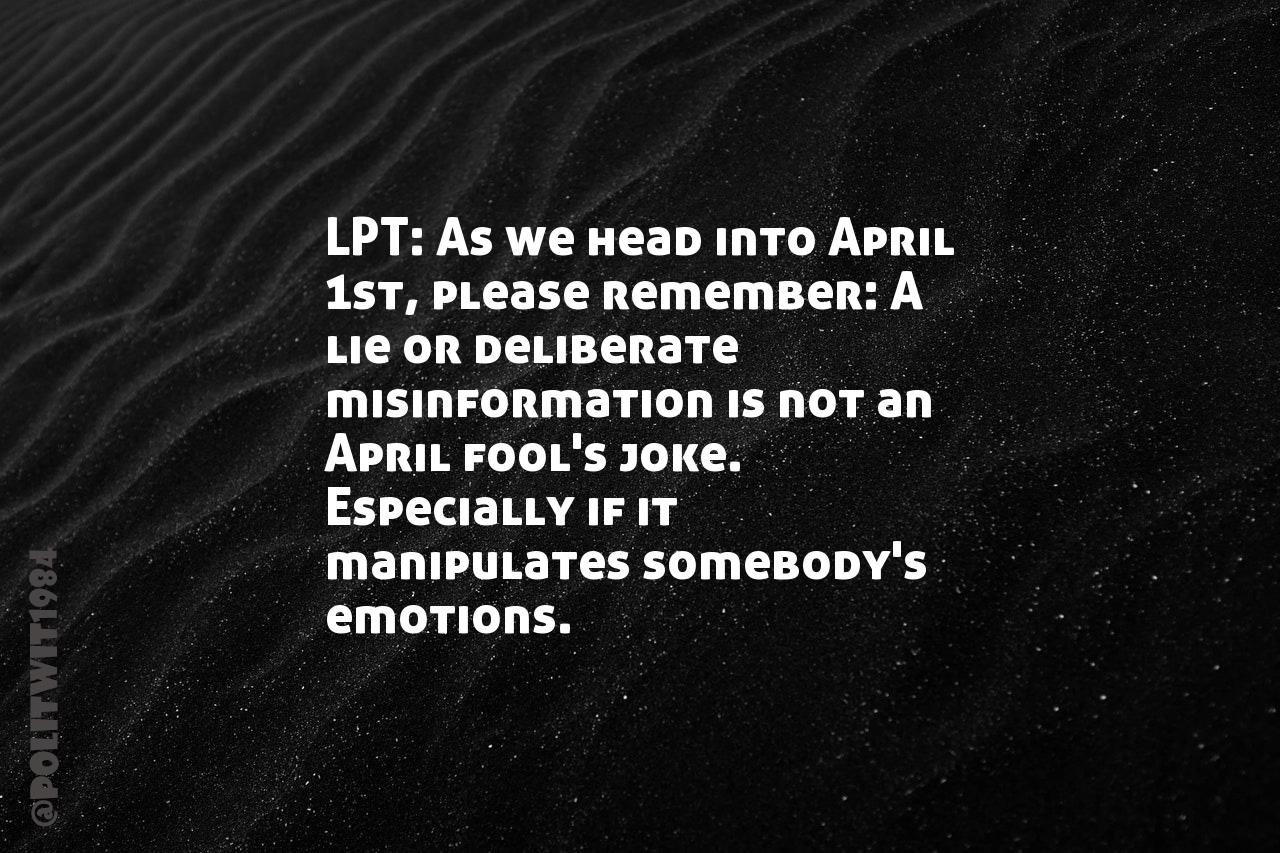 LPT: As we head into April
1st, please remember: A
lie or deliberate
misinformation is not an
April fool's joke.
Especially if it
manipulates somebody's
emotions.
@POLITWIT1984